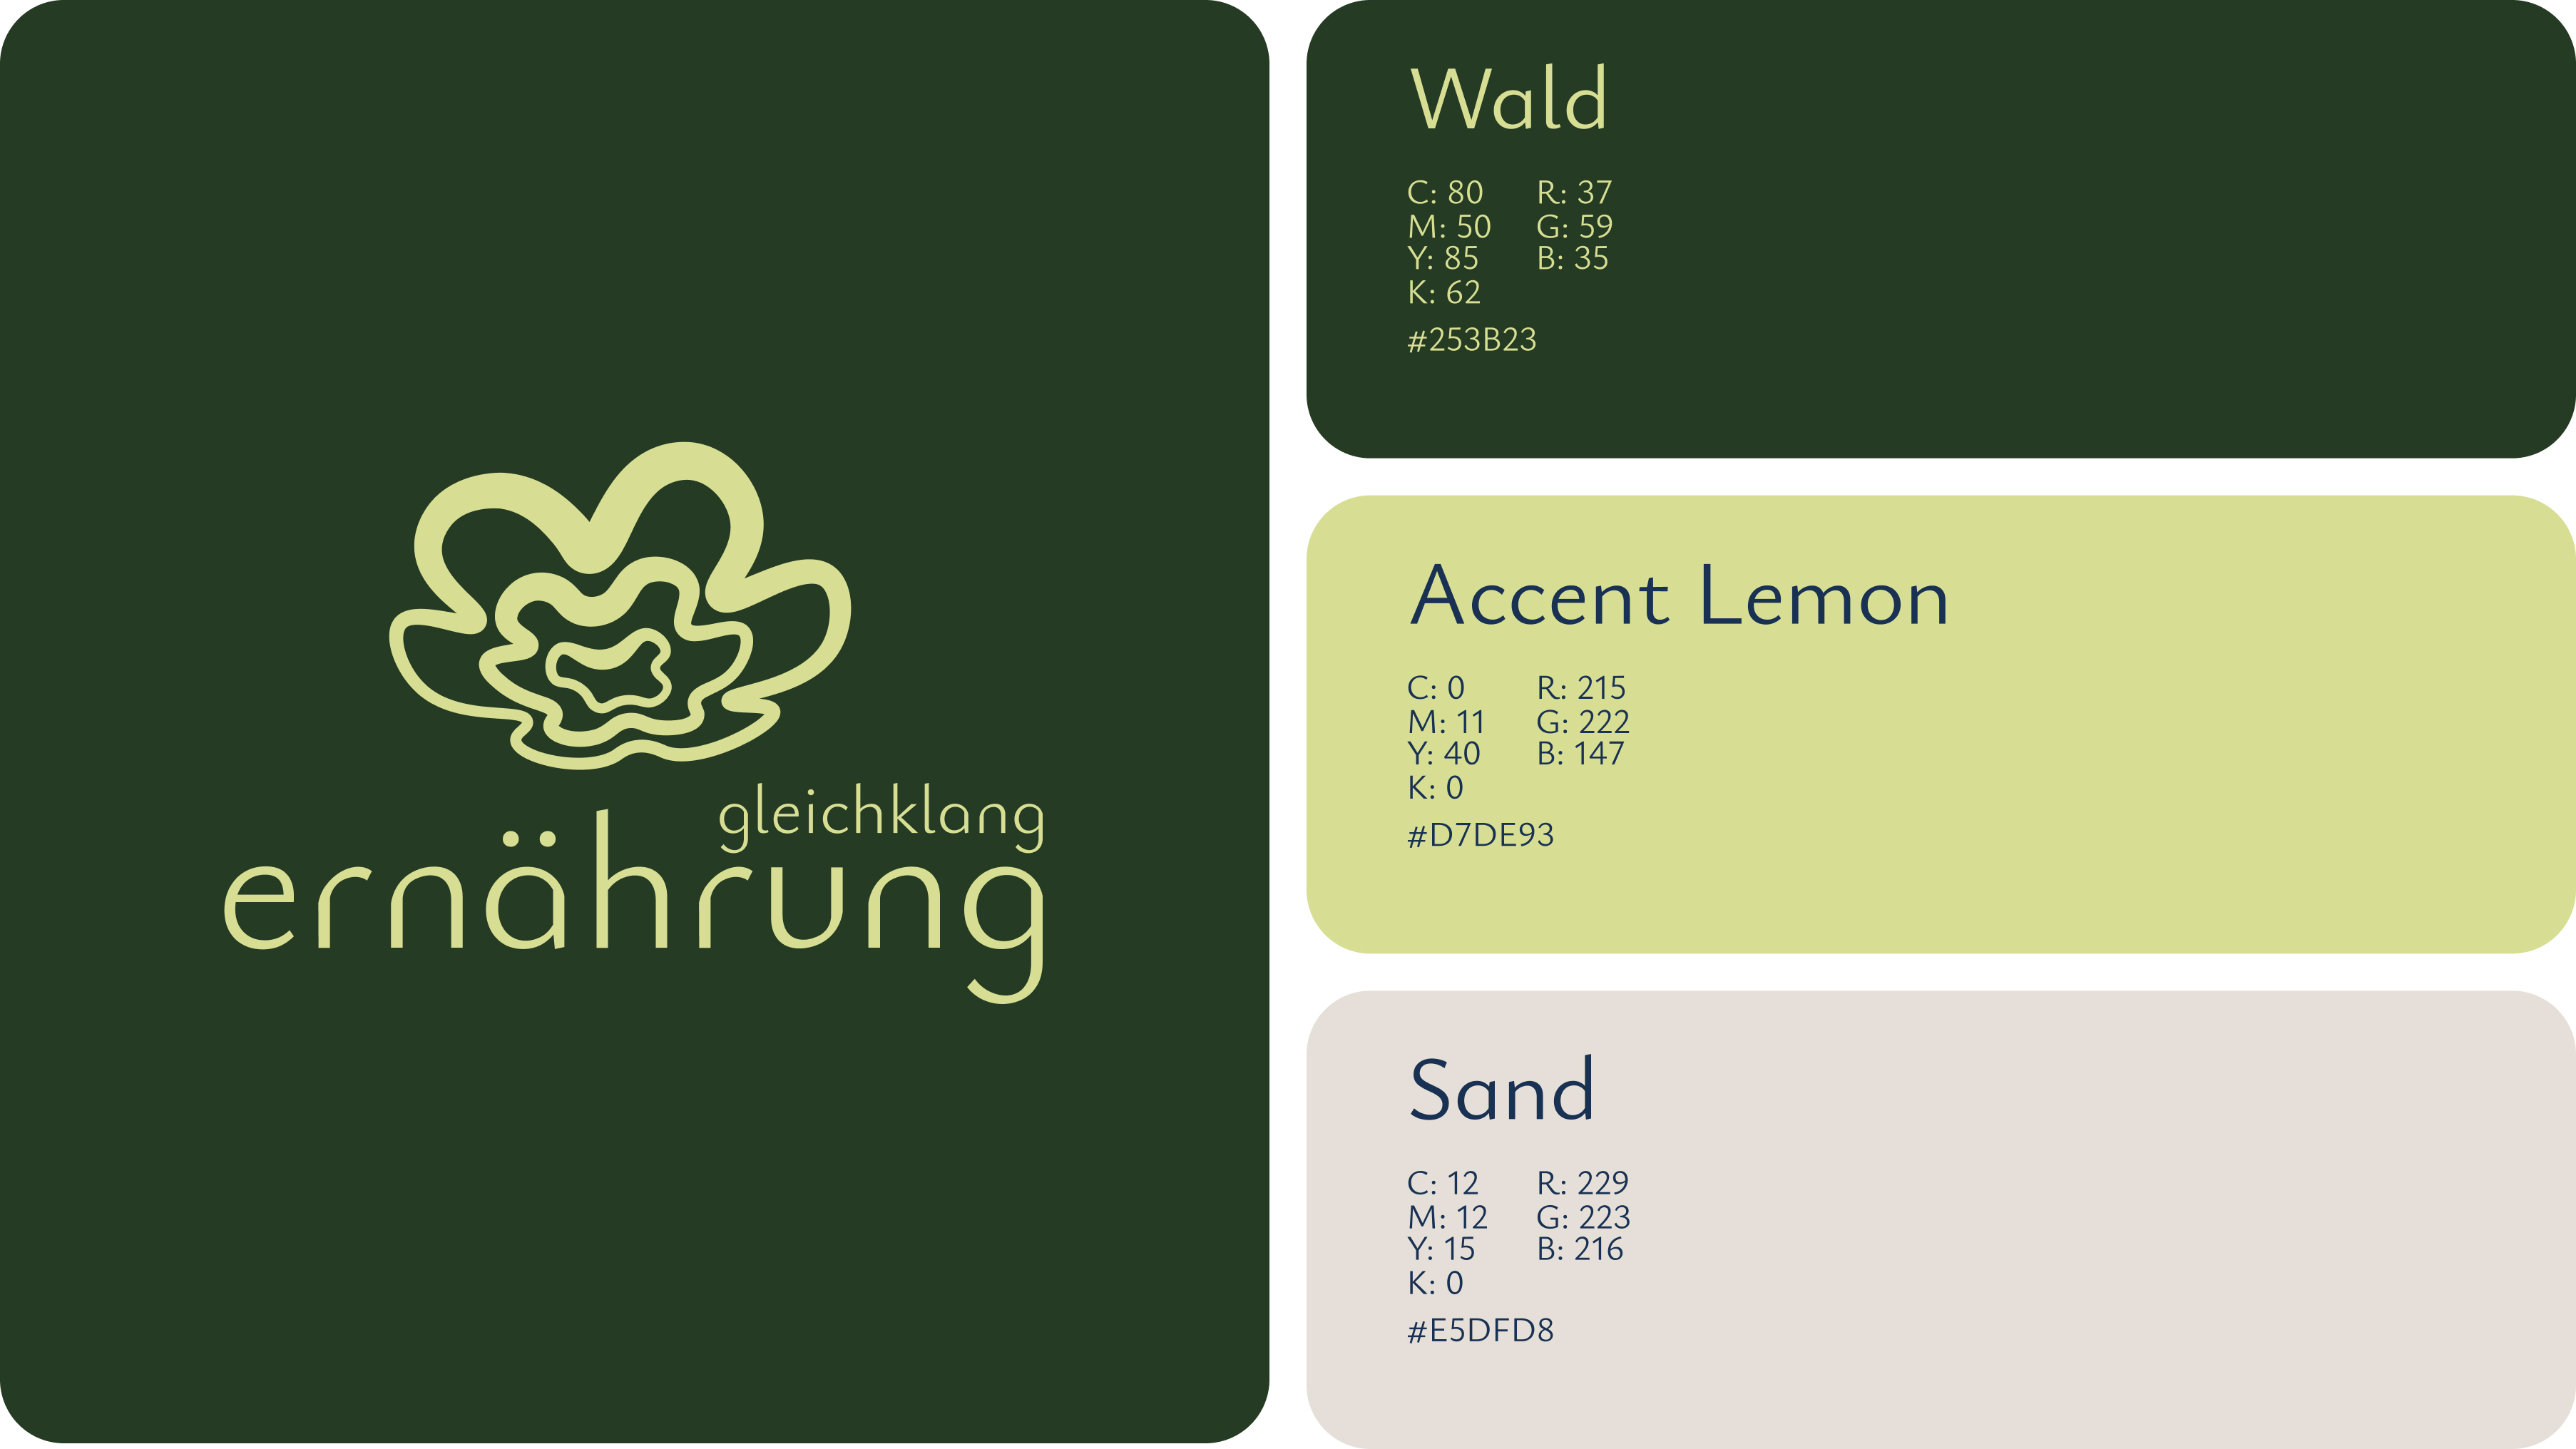 gleichklang
ernährung
Wald
C: 80 R: 37
M: 50 G: 59
Y: 85 B: 35
K: 62
#253B23
Accent Lemon
C: 0 R: 215
M: 11 G: 222
Y: 40 B: 147
K: 0
#D7DE93
Sand
C: 12 R: 229
M: 12 G: 223
Y: 15 B: 216
K: 0
#E5DFD8